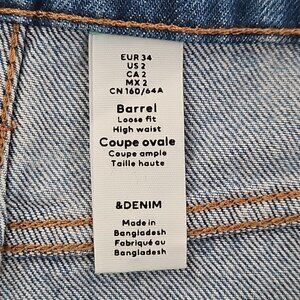 EUR 34
US 2
CA 2
MX 2
CN 160/64A
Barrel
Loose fit
High waist
Coupe ovale
Coupe ample
Taille haute
&DENIM
Made in
Bangladesh
Fabriqué au
Bangladesh